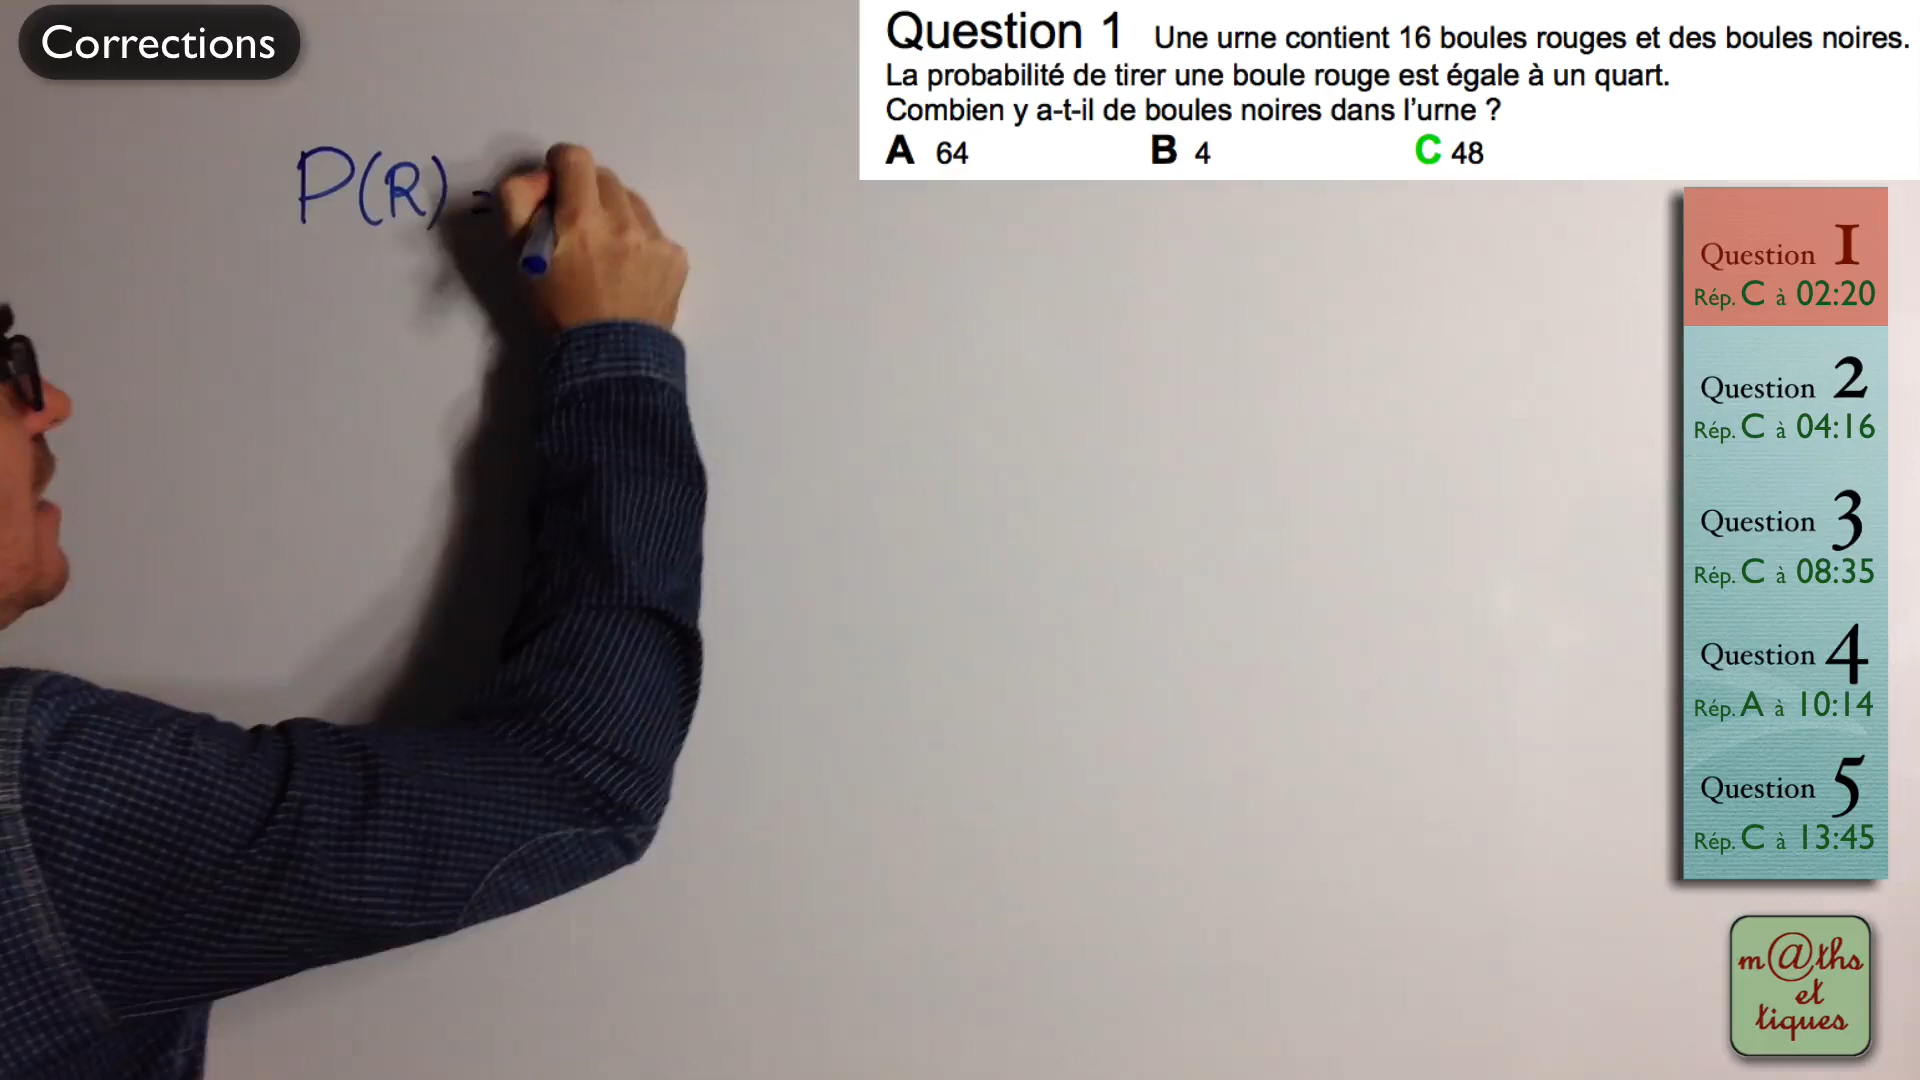 Corrections
Question 1 Une urne contient 16 boules rouges et des boules noires.
La probabilité de tirer une boule rouge est égale à un quart.
Combien y a-t-il de boules noires dans l’urne ?
A 64 B 4 C 48
P(R) =
Question 1
Rép. C à 02:20
Question 2
Rép. C à 04:16
Question 3
Rép. C à 08:35
Question 4
Rép. A à 10:14
Question 5
Rép. C à 13:45
m@ths
et
tiques